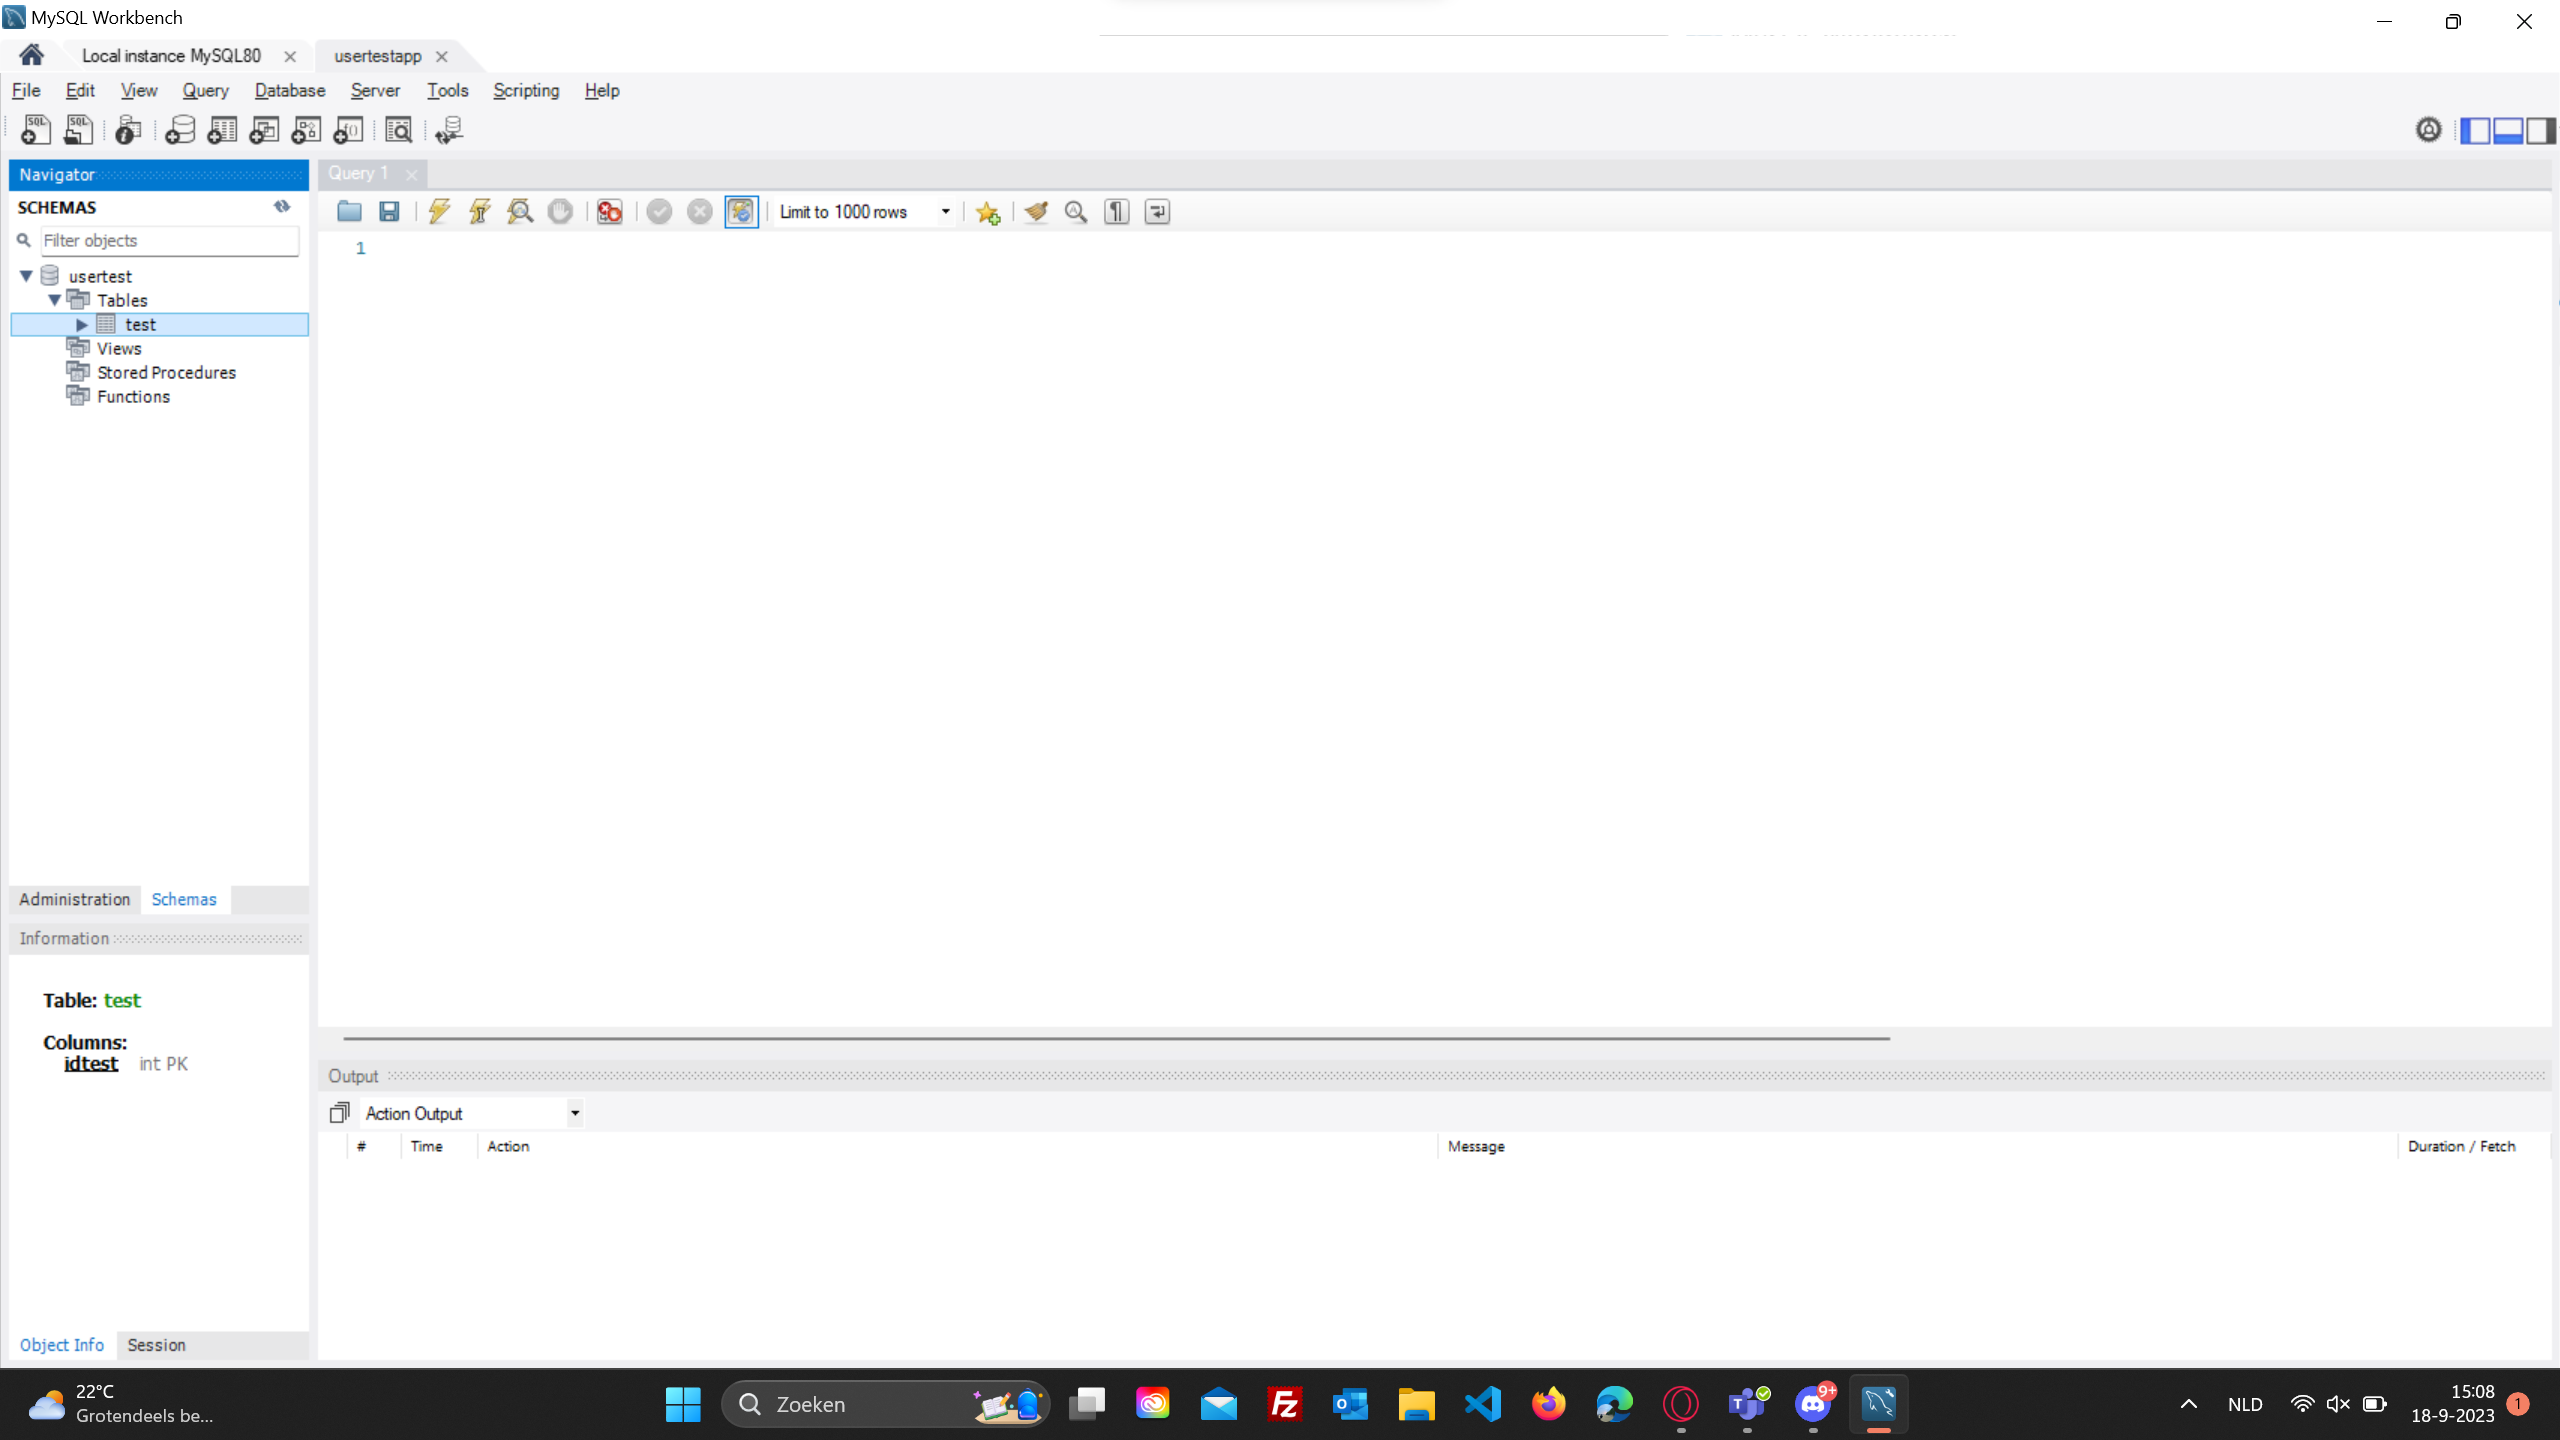 MySQL Workbench
Local instance MySQL80
usertestapp
File Edit View Query Database Server Tools Scripting Help
Navigator
SCHEMAS
Filter objects
usertest
Tables
test
Views
Stored Procedures
Functions
Administration Schemas
Information
Table: test
Columns:
idtest int PK
Object Info Session
Query 1
Limit to 1000 rows
1
Output
Action Output
# Time Action Message Duration / Fetch
22°C
Grotendeels be...
Zoeken
9+
NLD
15:08
18-9-2023
1